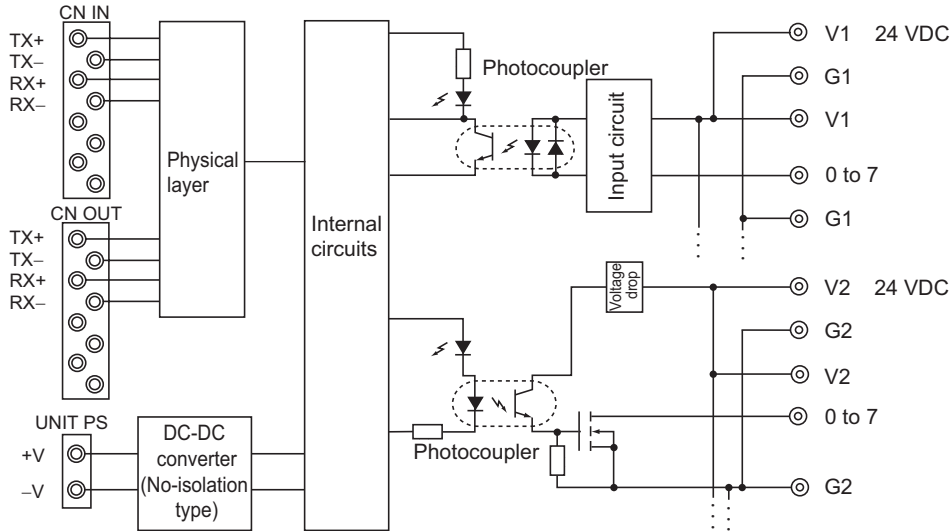 CN IN
TX+
TX−
RX+
RX−
CN OUT
TX+
TX−
RX+
RX−
UNIT PS
+V
−V
Physical
layer
DC-DC
converter
(No-isolation
type)
Internal
circuits
Photocoupler
Input circuit
V1 24 VDC
G1
V1
0 to 7
G1
Photocoupler
Voltage
drop
V2 24 VDC
G2
V2
0 to 7
G2